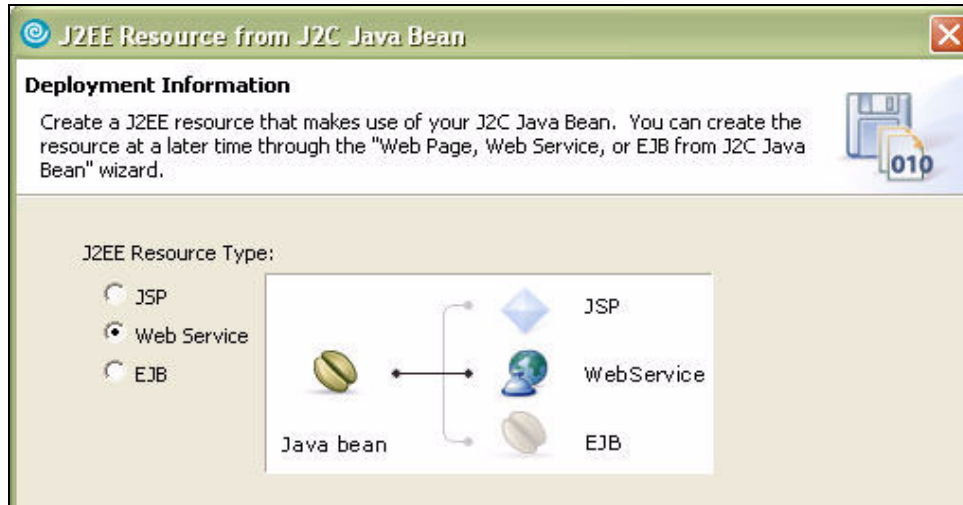 J2EE Resource from J2C Java Bean
Deployment Information
Create a J2EE resource that makes use of your J2C Java Bean. You can create the
resource at a later time through the "Web Page, Web Service, or EJB from J2C Java
Bean" wizard.
010
J2EE Resource Type:
JSP
Web Service
EJB
Java bean
JSP
WebService
EJB